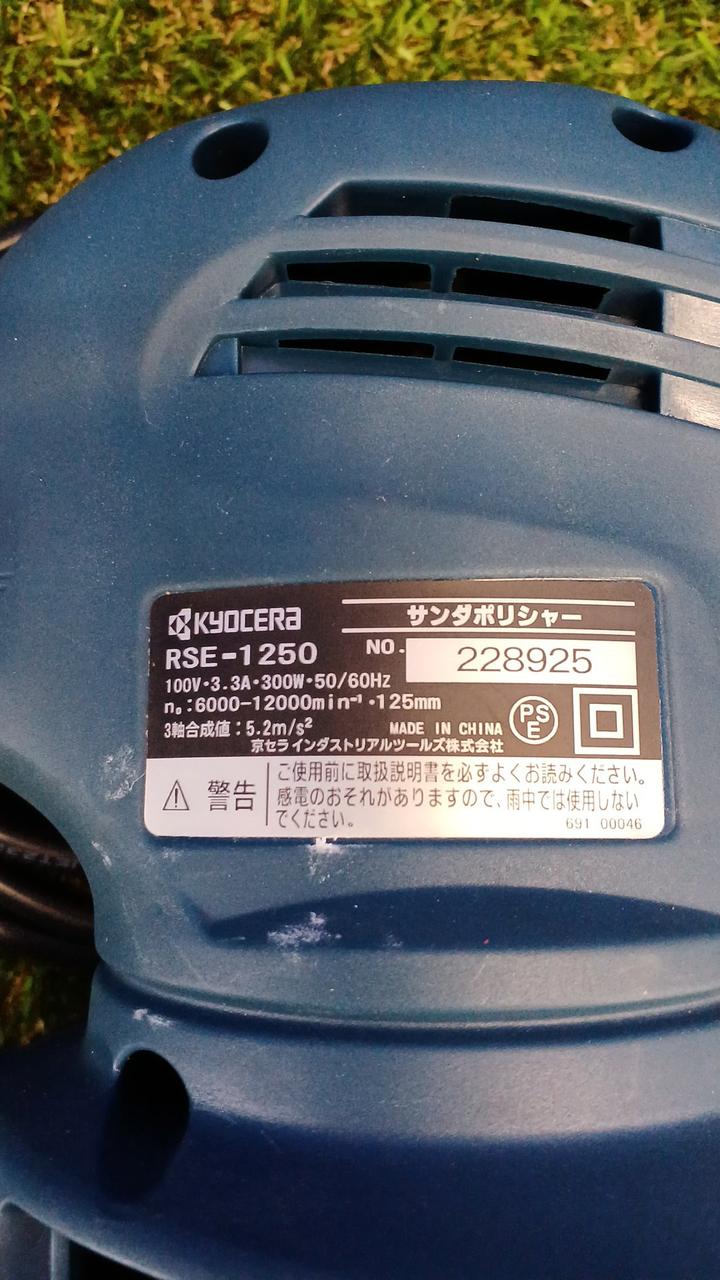 KYOCERA
サンダポリシャー
RSE-1250
NO. 228925
100V・3.3A・300W・50/60Hz
n₀:6000-12000min⁻¹・125mm
3軸合成値:5.2m/s²
MADE IN CHINA
PSE
京セラインダストリアルツールズ株式会社
警告
ご使用前に取扱説明書を必ずよくお読みください。
感電のおそれがありますので、雨中では使用しない
でください。
691 00046